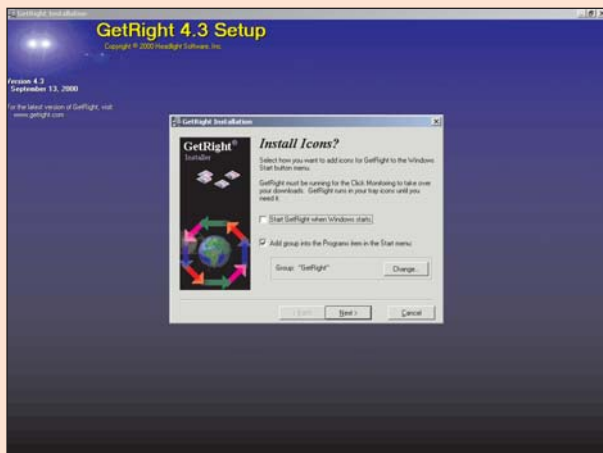 GetRight Installation
GetRight 4.3 Setup
Copyright © 2000 Headlight Software, Inc.
Version 4.3
September 13, 2000
For the latest version of GetRight, visit:
www.getright.com
GetRight Installation
GetRight®
Installer
Install Icons?
Select how you want to add icons for GetRight to the Windows
Start button menu.
GetRight must be running for the Click Monitoring to take over
your downloads. GetRight runs in your tray icons until you
need it.
Start GetRight when Windows starts
Add group into the Programs item in the Start menu
Group: "GetRight"
Change...
< Back
Next >
Cancel